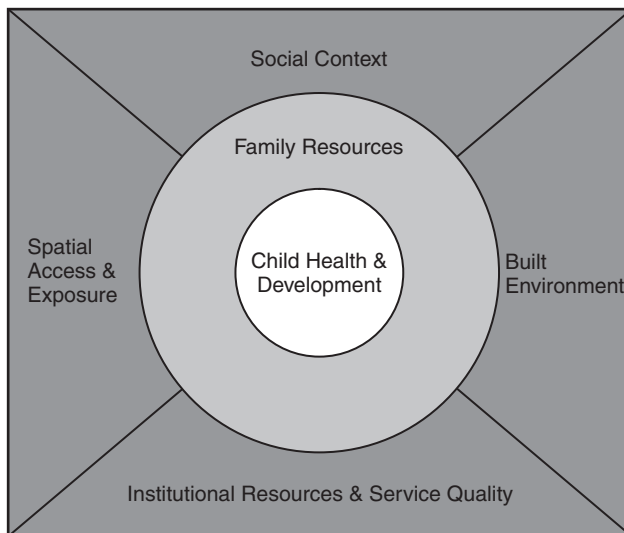 Social Context
Family Resources
Spatial
Access &
Exposure
Child Health &
Development
Built
Environment
Institutional Resources & Service Quality